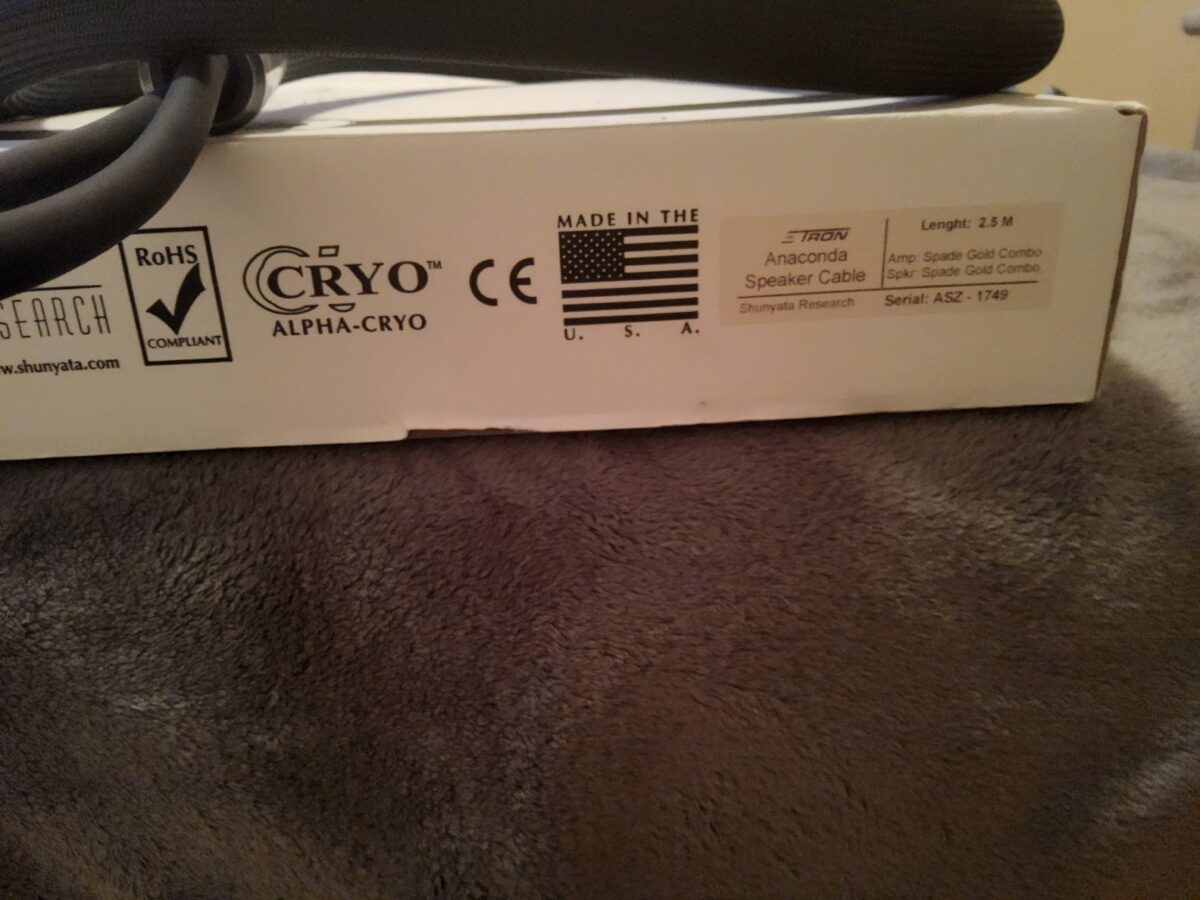 SEARCH
w.shunyata.com
RoHS
COMPLIANT
CRYO™
ALPHA-CRYO
CE
MADE IN THE
U. S. A.
ΞTRON
Anaconda
Speaker Cable
Shunyata Research
Lenght: 2.5 M
Amp: Spade Gold Combo
Spkr: Spade Gold Combo
Serial: ASZ - 1749